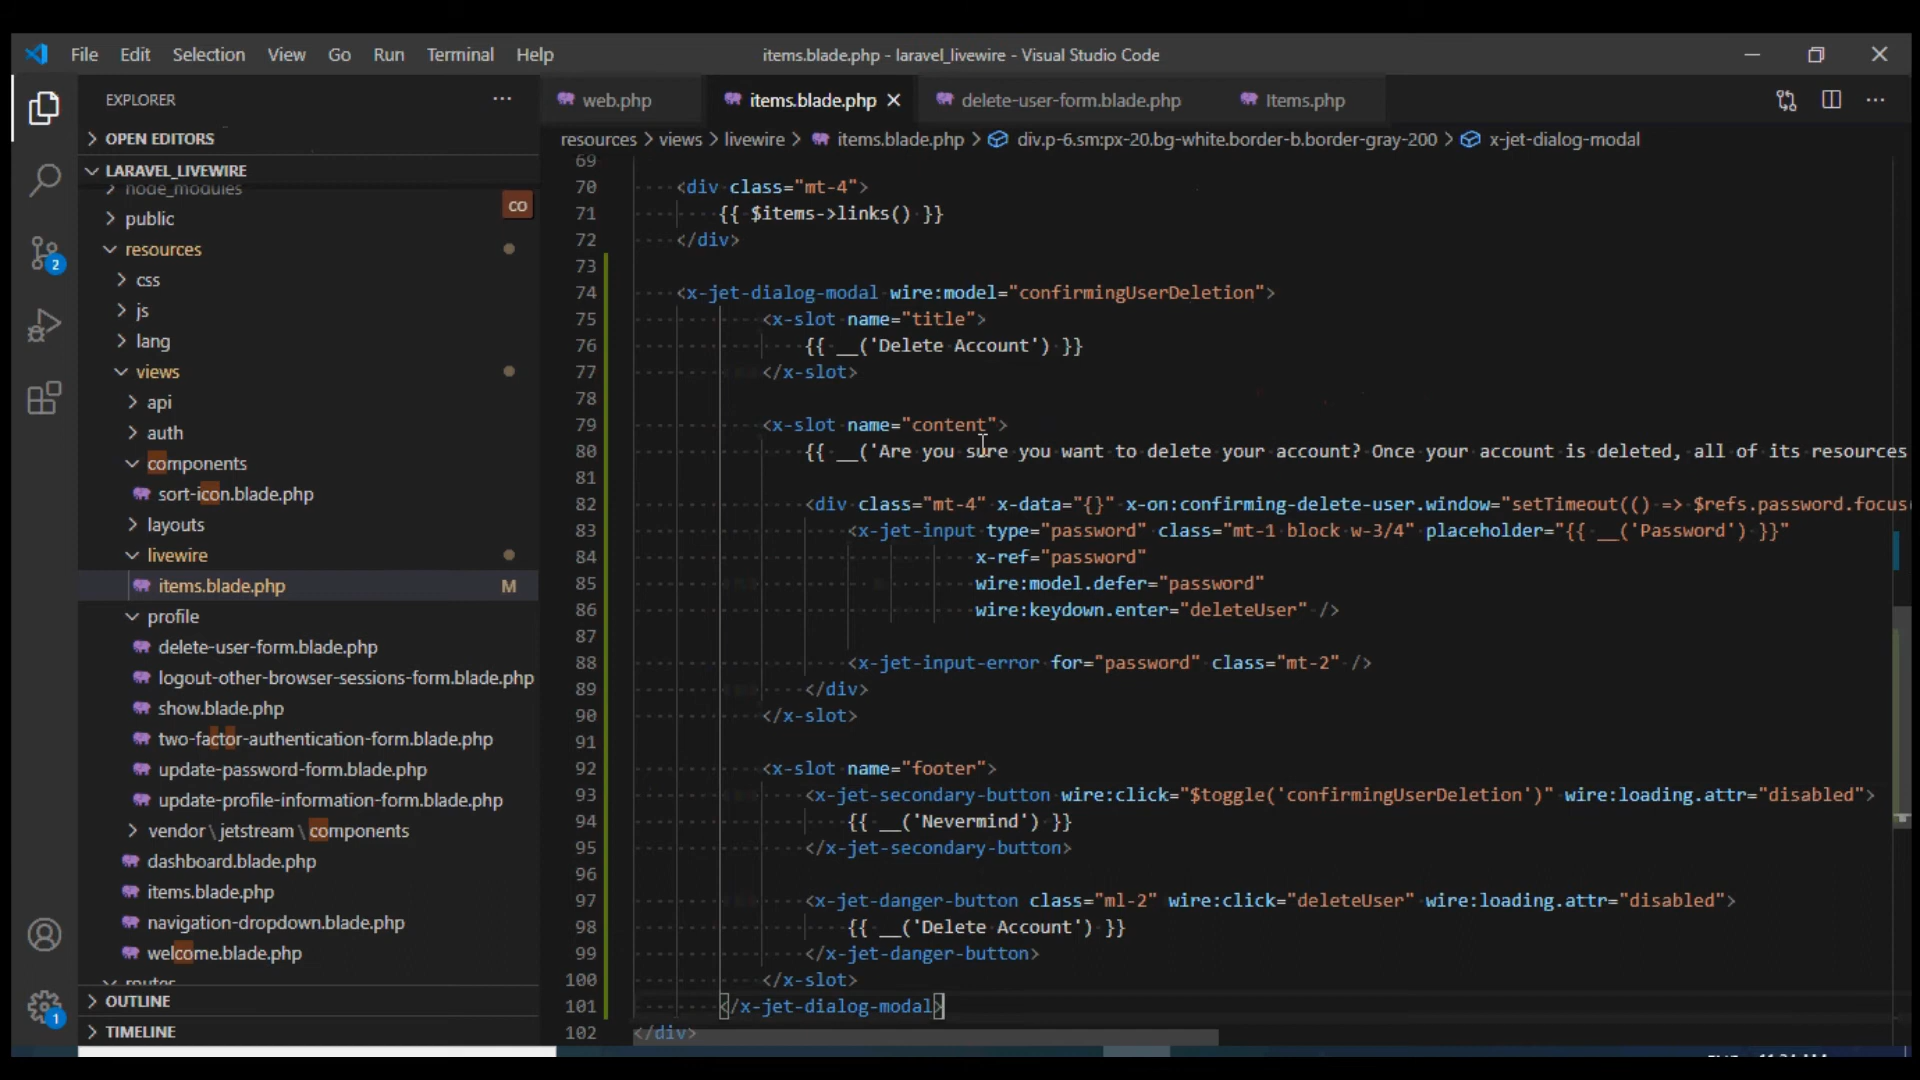 File Edit Selection View Go Run Terminal Help
items.blade.php - laravel_livewire - Visual Studio Code
EXPLORER
OPEN EDITORS
LARAVEL_LIVEWIRE
node_modules
co
public
resources
css
js
lang
views
api
auth
components
sort-icon.blade.php
layouts
livewire
items.blade.php M
profile
delete-user-form.blade.php
logout-other-browser-sessions-form.blade.php
show.blade.php
two-factor-authentication-form.blade.php
update-password-form.blade.php
update-profile-information-form.blade.php
vendor\jetstream\components
dashboard.blade.php
items.blade.php
navigation-dropdown.blade.php
welcome.blade.php
routes
OUTLINE
TIMELINE
2
1
web.php items.blade.php delete-user-form.blade.php Items.php
resources > views > livewire > items.blade.php > div.p-6.sm:px-20.bg-white.border-b.border-gray-200 > x-jet-dialog-modal
69
70 <div class="mt-4">
71 {{ $items->links() }}
72 </div>
73
74 <x-jet-dialog-modal wire:model="confirmingUserDeletion">
75 <x-slot name="title">
76 {{ __('Delete Account') }}
77 </x-slot>
78
79 <x-slot name="content">
80 {{ __('Are you sure you want to delete your account? Once your account is deleted, all of its resources
81
82 <div class="mt-4" x-data="{}" x-on:confirming-delete-user.window="setTimeout(() => $refs.password.focus(
83 <x-jet-input type="password" class="mt-1 block w-3/4" placeholder="{{ __('Password') }}"
84 x-ref="password"
85 wire:model.defer="password"
86 wire:keydown.enter="deleteUser" />
87
88 <x-jet-input-error for="password" class="mt-2" />
89 </div>
90 </x-slot>
91
92 <x-slot name="footer">
93 <x-jet-secondary-button wire:click="$toggle('confirmingUserDeletion')" wire:loading.attr="disabled">
94 {{ __('Nevermind') }}
95 </x-jet-secondary-button>
96
97 <x-jet-danger-button class="ml-2" wire:click="deleteUser" wire:loading.attr="disabled">
98 {{ __('Delete Account') }}
99 </x-jet-danger-button>
100 </x-slot>
101 </x-jet-dialog-modal>
102 </div>